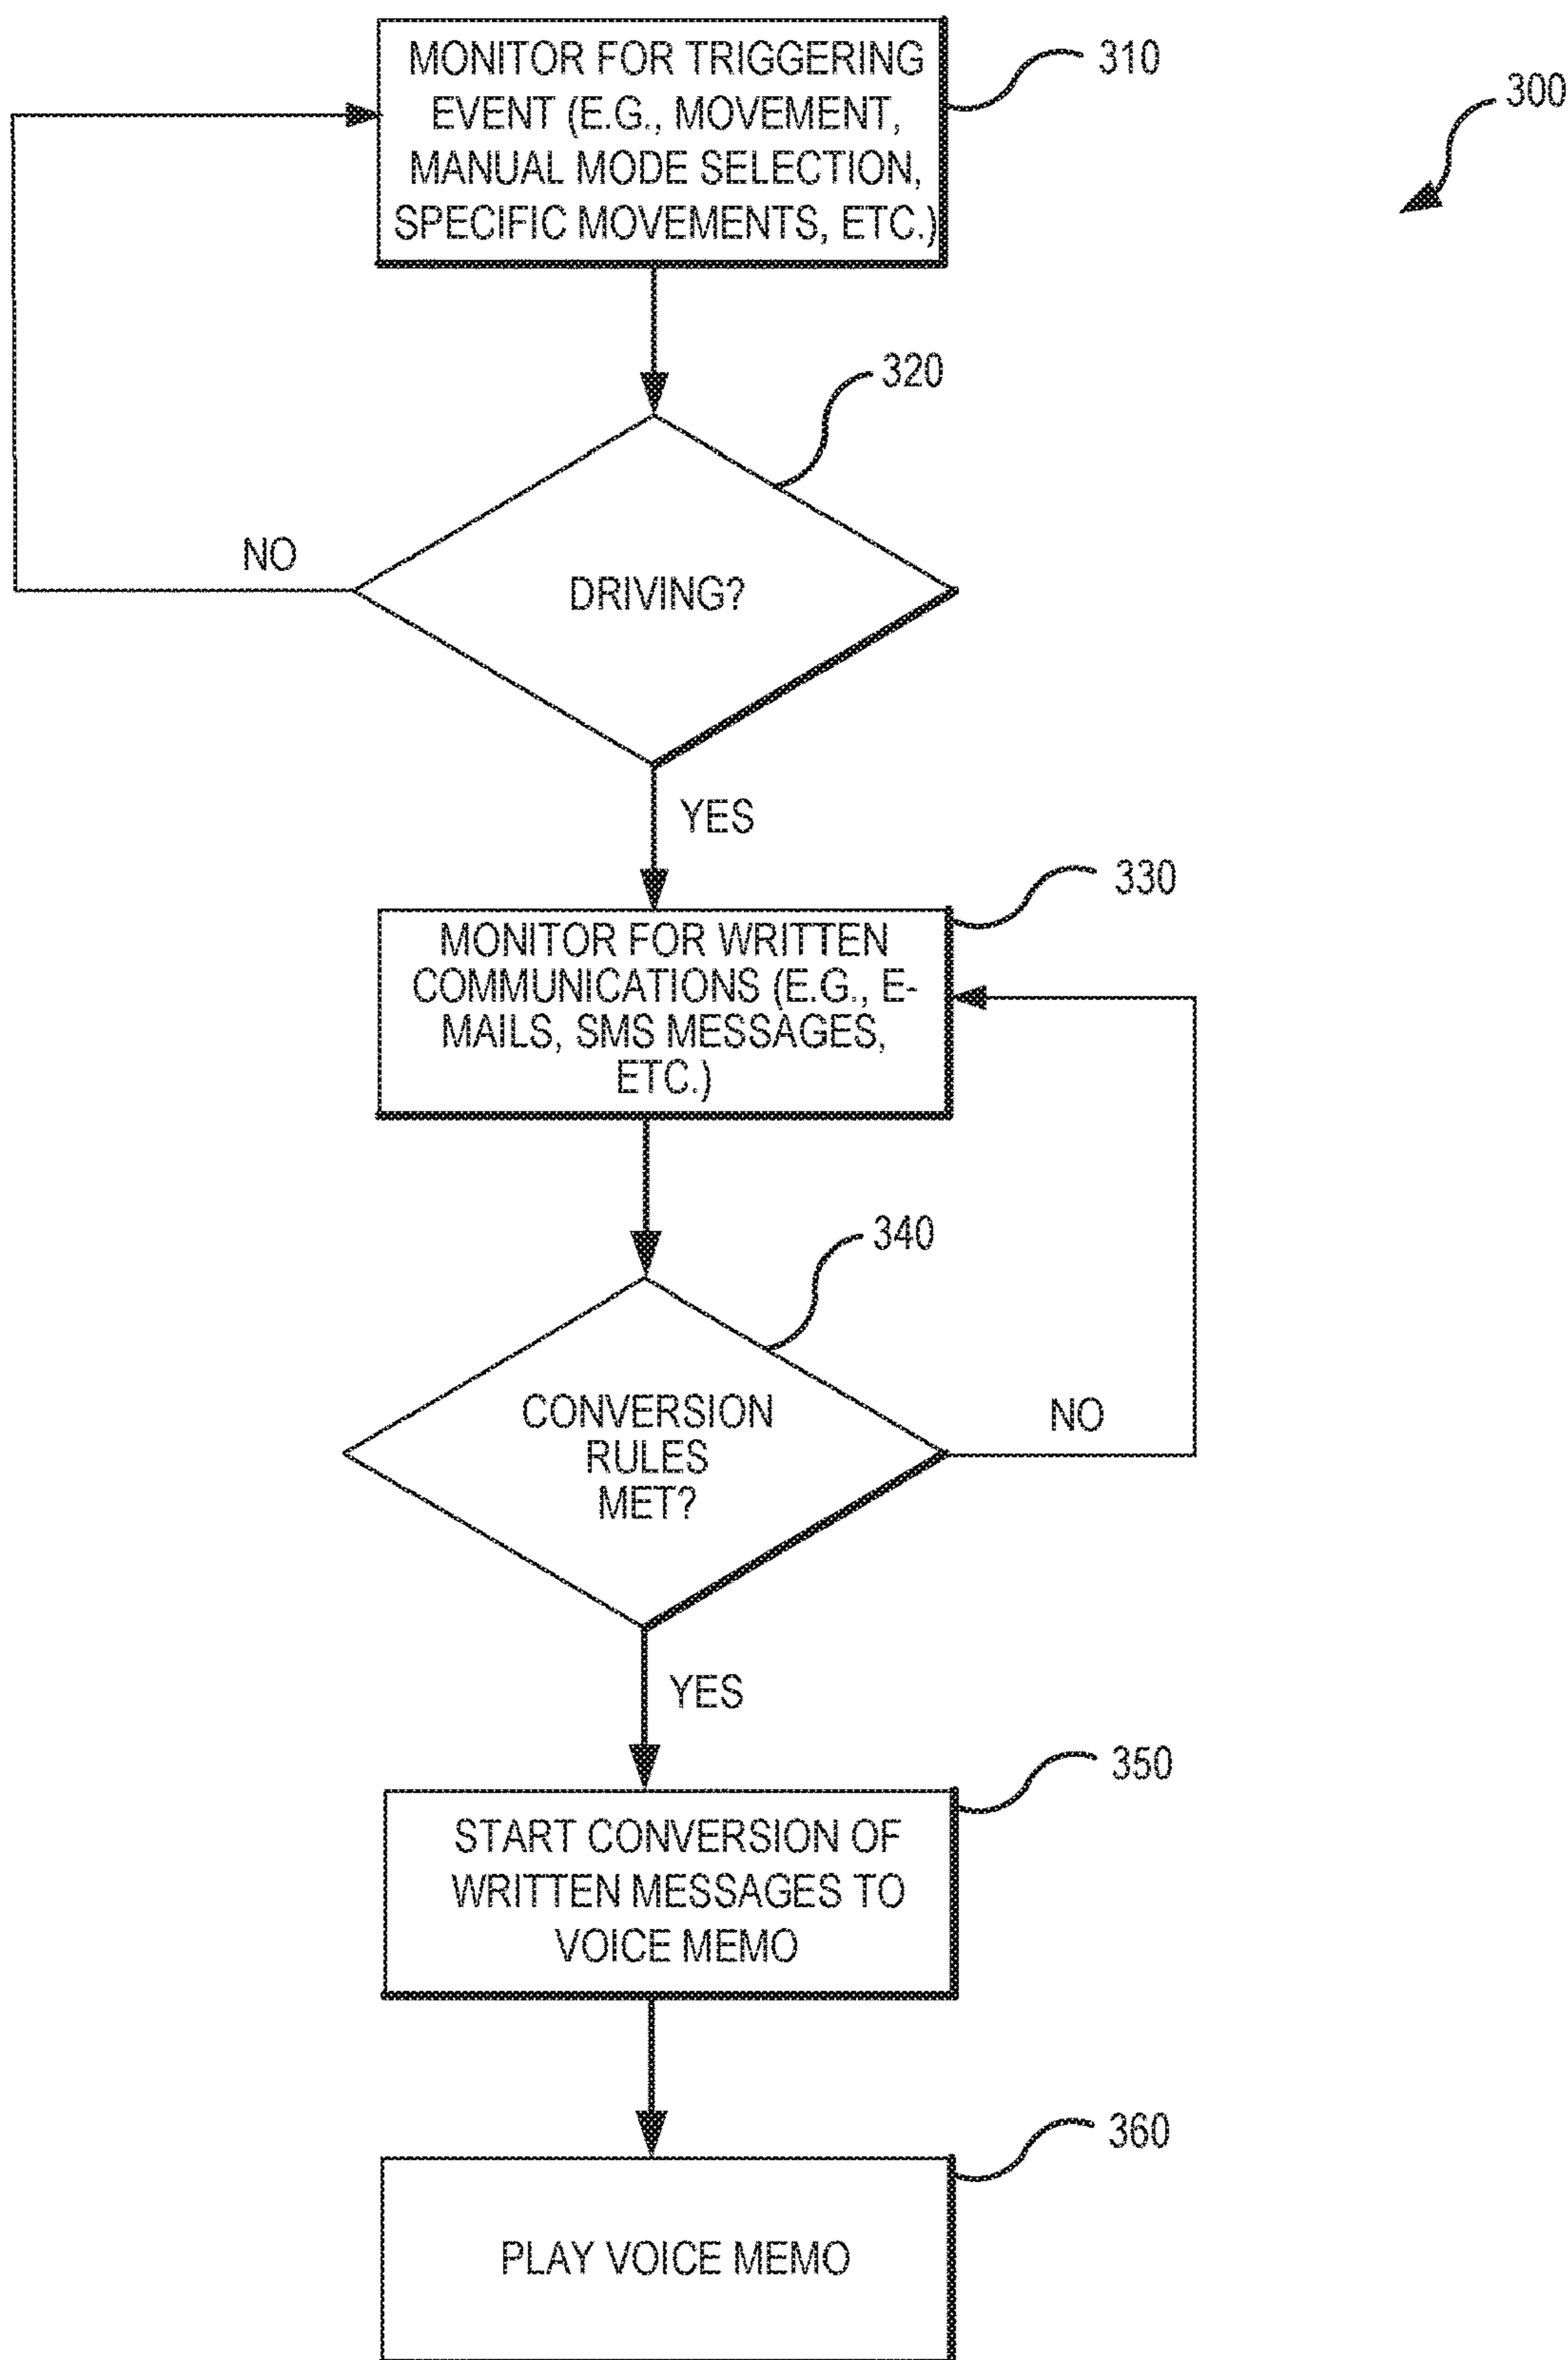 MONITOR FOR TRIGGERING
EVENT (E.G., MOVEMENT,
MANUAL MODE SELECTION,
SPECIFIC MOVEMENTS, ETC.)
310
300
320
DRIVING?
NO
YES
330
MONITOR FOR WRITTEN
COMMUNICATIONS (E.G., E-
MAILS, SMS MESSAGES,
ETC.)
340
CONVERSION
RULES
MET?
NO
YES
350
START CONVERSION OF
WRITTEN MESSAGES TO
VOICE MEMO
360
PLAY VOICE MEMO